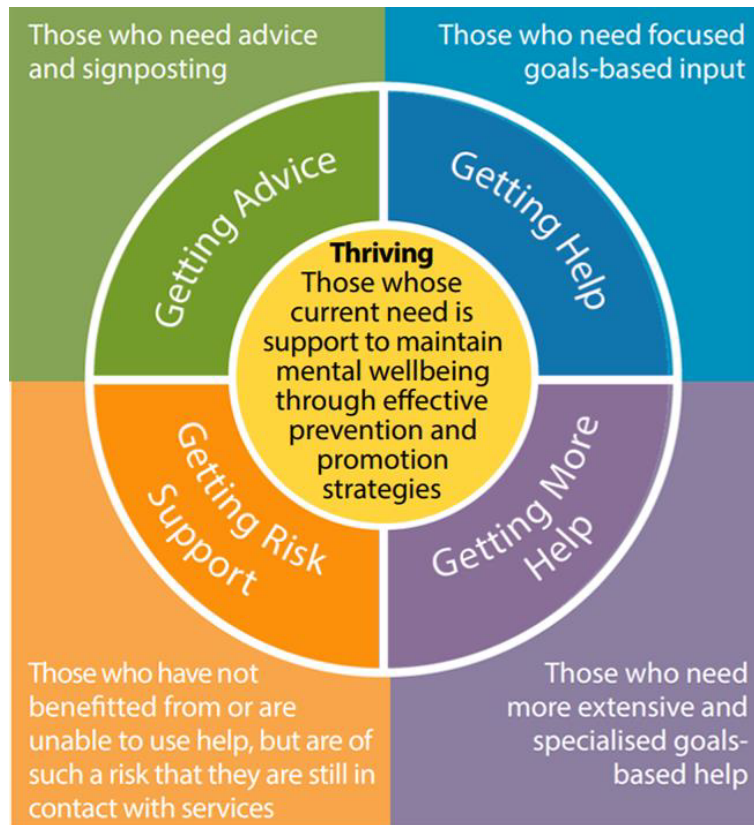 Those who need advice
and signposting
Those who need focused
goals-based input
Getting Advice
Getting Help
Thriving
Those whose
current need is
support to maintain
mental wellbeing
through effective
prevention and
promotion
strategies
Getting Risk
Support
Getting More
Help
Those who have not
benefitted from or are
unable to use help, but are of
such a risk that they are still in
contact with services
Those who need
more extensive and
specialised goals-
based help